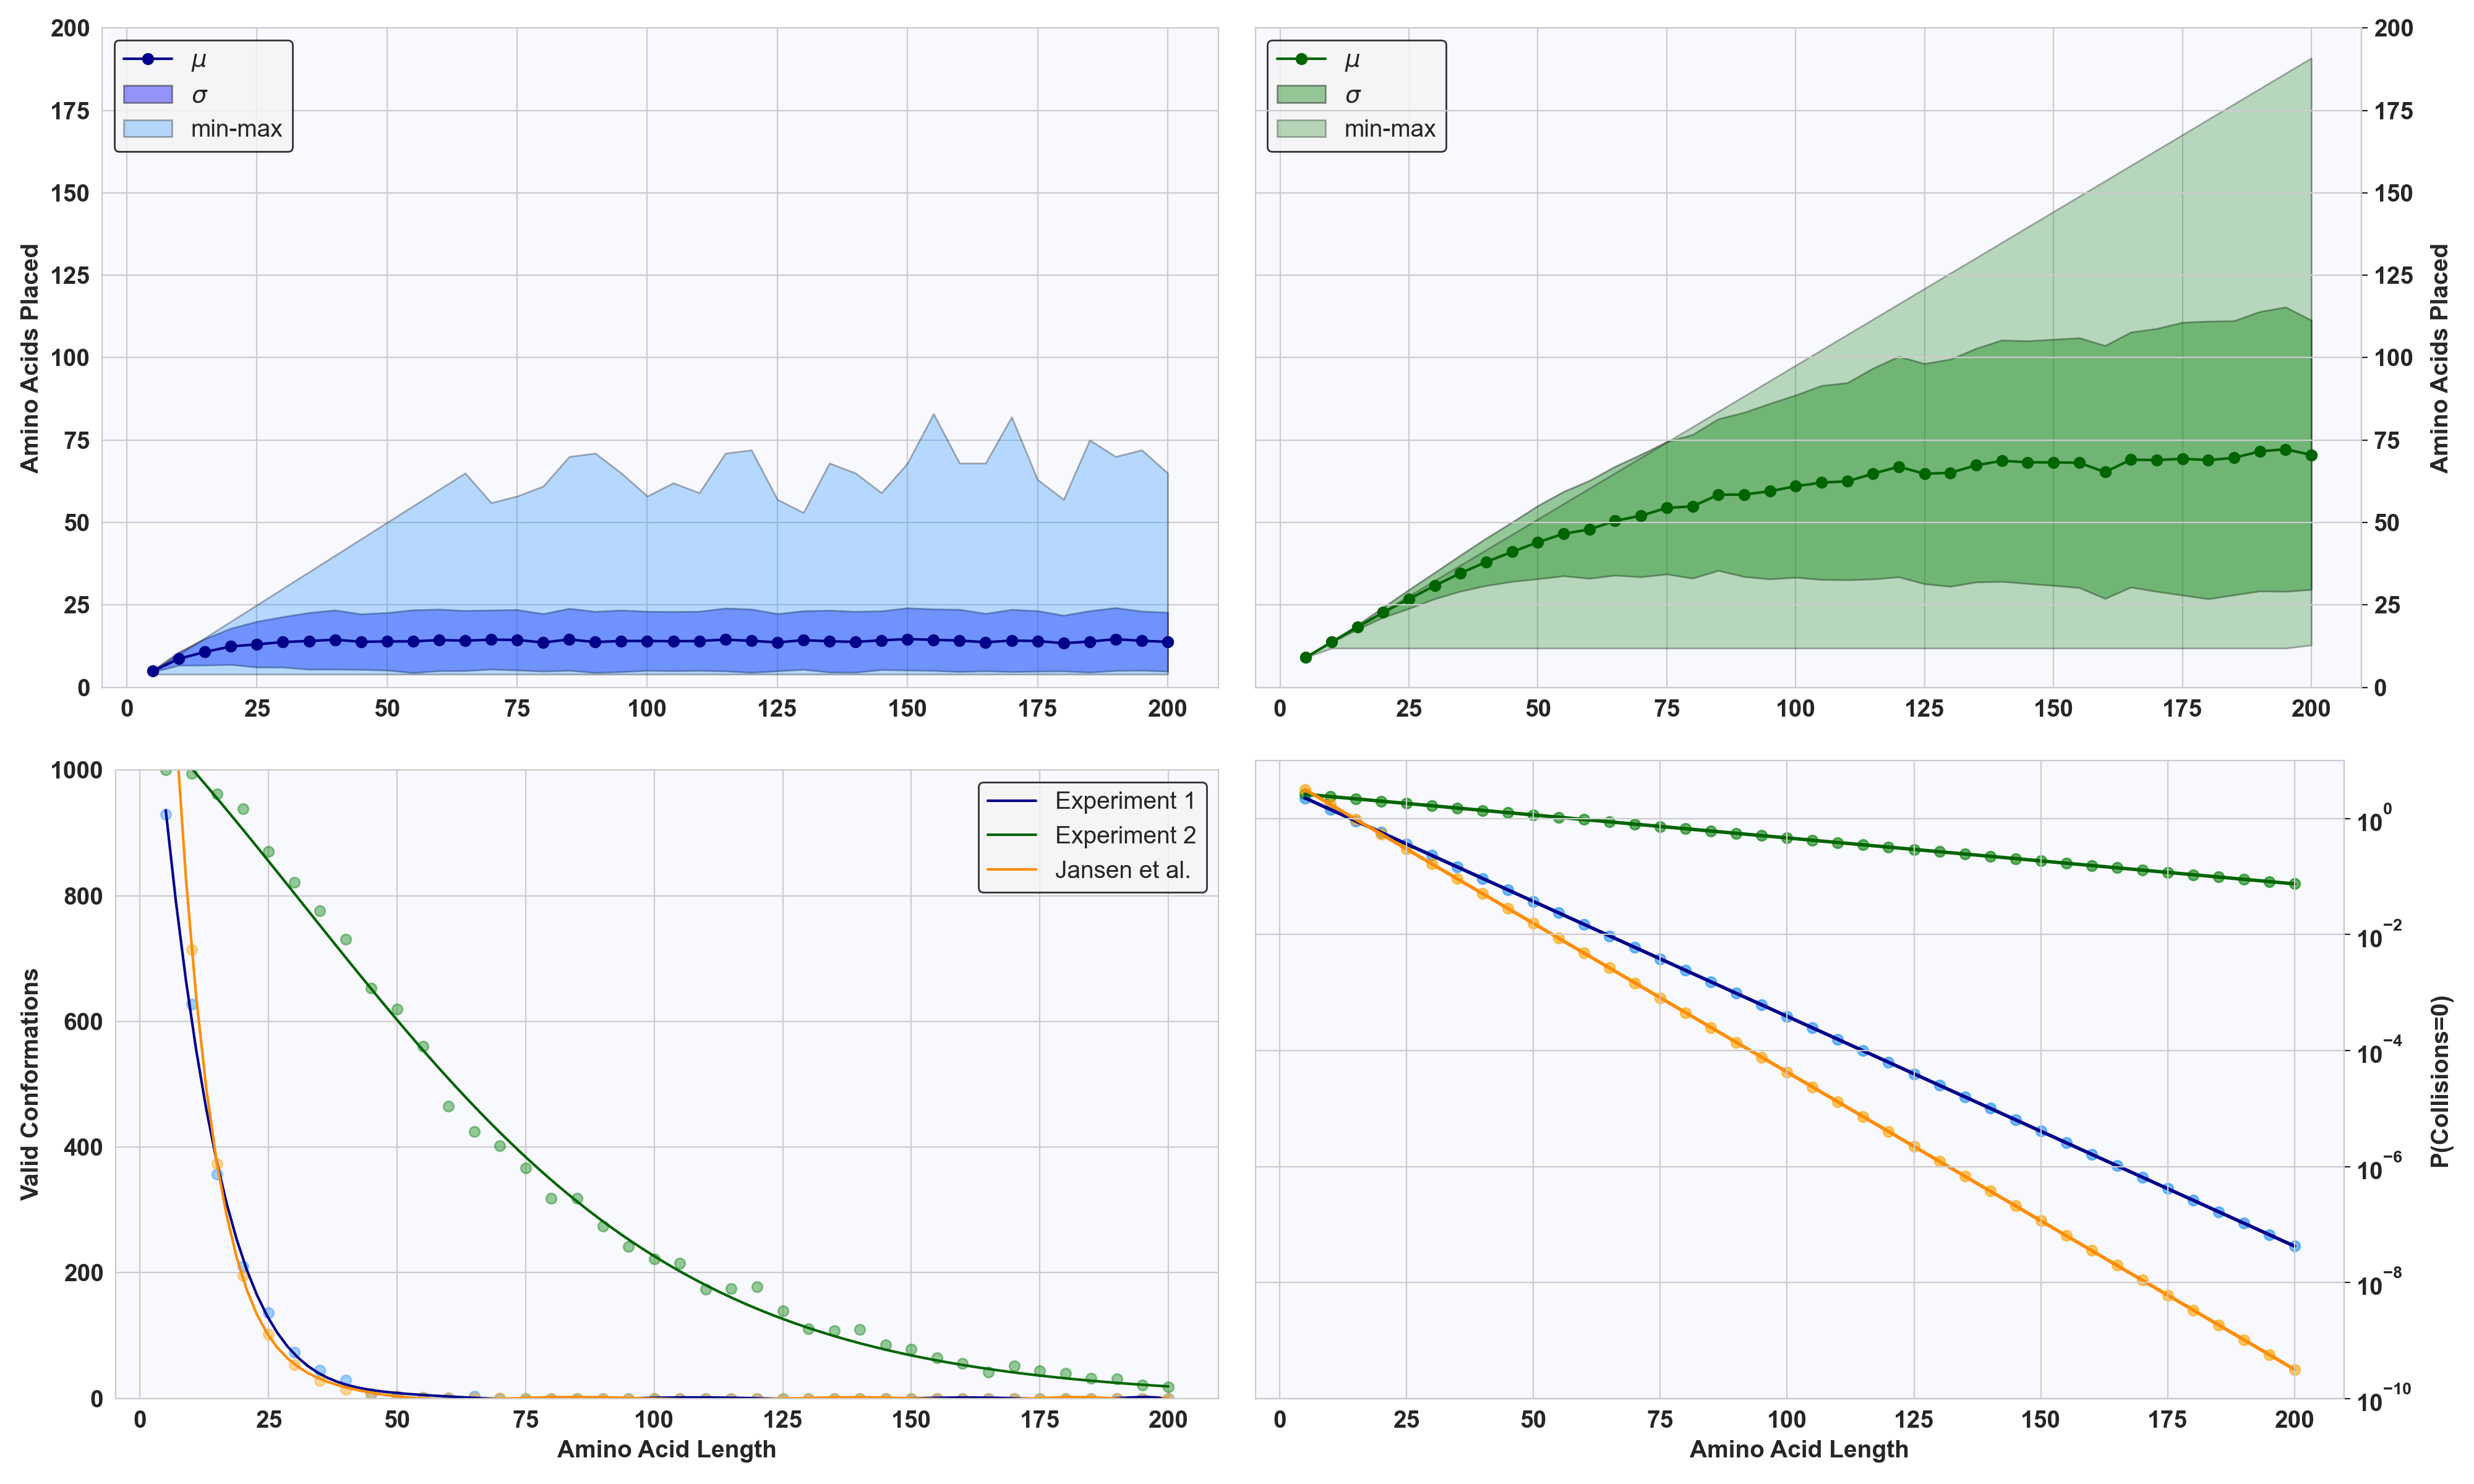 200
175
150
125
100
75
50
25
0
Amino Acids Placed
μ
σ
min-max
0 25 50 75 100 125 150 175 200
μ
σ
min-max
200
175
150
125
100
75
50
25
0
Amino Acids Placed
0 25 50 75 100 125 150 175 200
1000
800
600
400
200
0
Valid Conformations
Experiment 1
Experiment 2
Jansen et al.
0 25 50 75 100 125 150 175 200
Amino Acid Length
10⁰
10⁻²
10⁻⁴
10⁻⁶
10⁻⁸
10⁻¹⁰
P(Collisions=0)
0 25 50 75 100 125 150 175 200
Amino Acid Length